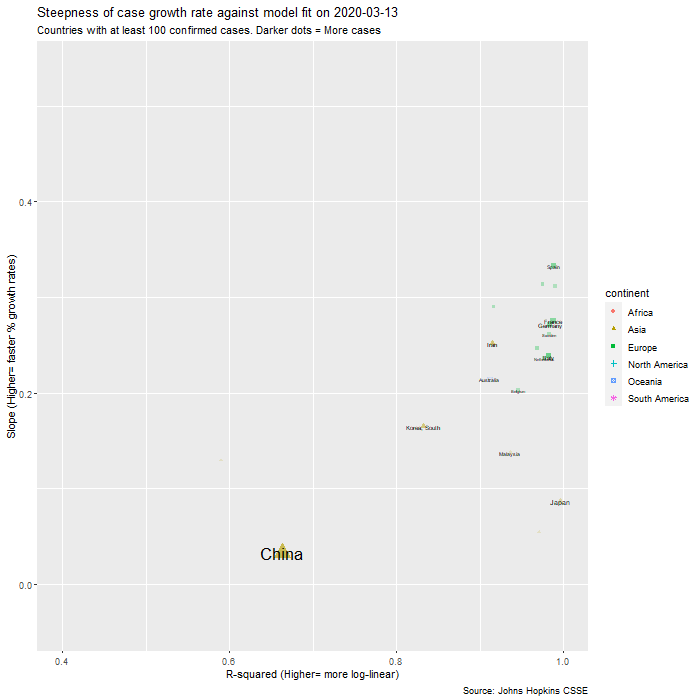 Steepness of case growth rate against model fit on 2020-03-13
Countries with at least 100 confirmed cases. Darker dots = More cases
Slope (Higher= faster % growth rates)
0.4
0.2
0.0
Spain
France
Germany
Iran
Italy
Australia
Belgium
Korea, South
Malaysia
Japan
China
0.4
0.6
0.8
1.0
R-squared (Higher= more log-linear)
continent
Africa
Asia
Europe
North America
Oceania
South America
Source: Johns Hopkins CSSE